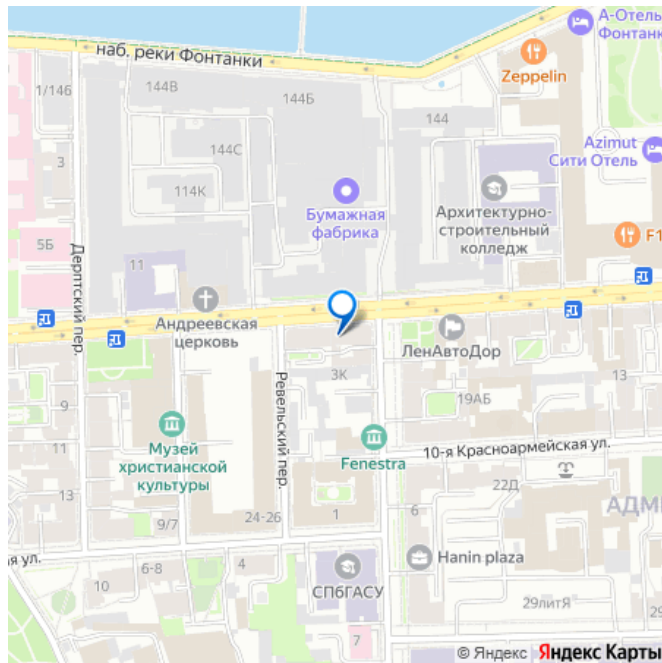 А-Отель
Фонтанк
наб. реки Фонтанки
Zeppelin
144В
1/146
144Б
144
144С
3
Azimut
Сити Отель
114К
Бумажная
фабрика
Архитектурно-
строительный
колледж
F1
5Б
Дерптский пер.
11
Андреевская
церковь
ЛенАвтоДор
3К
13
9
Ревельский пер.
19АБ
11
Музей
христианской
культуры
Fenestra
10-я Красноармейская ул.
13
22Д
АДМ
9/7
24-26
1
6
ая ул.
10
6-8
4
СПбГАСУ
Hanin plaza
29литЯ
29
7
© Яндекс Яндекс Карты